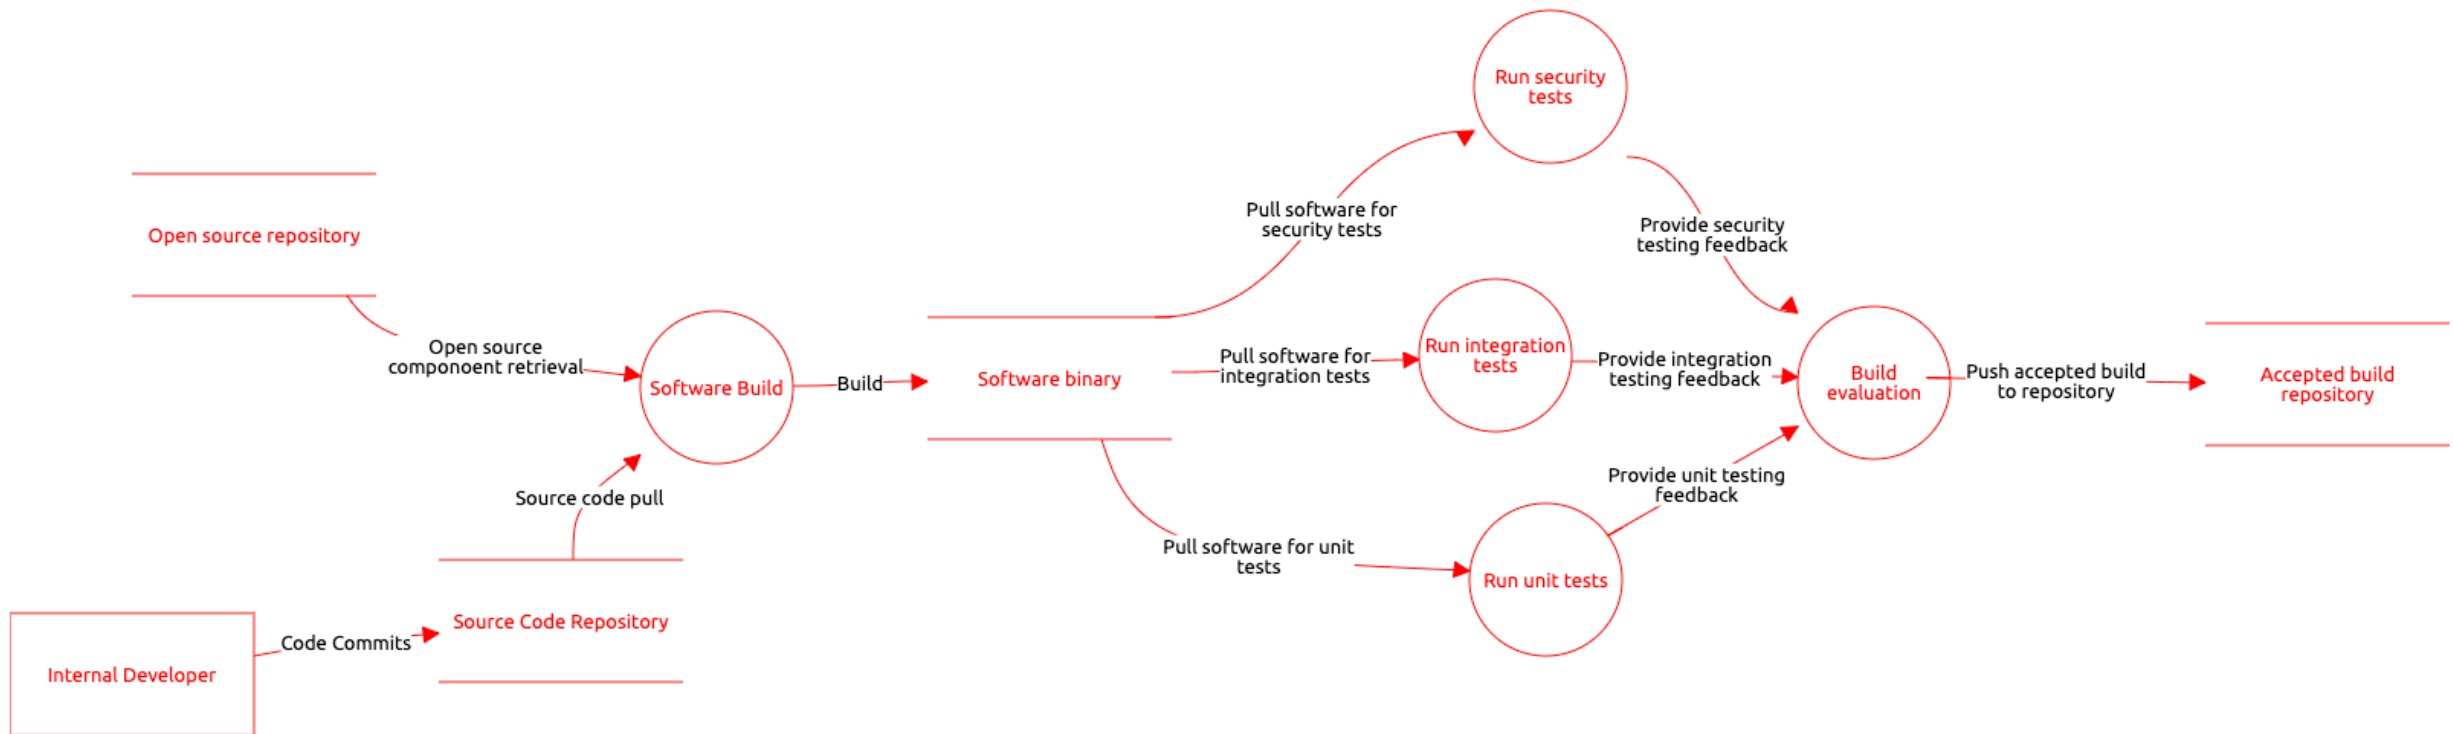 Run security
tests
Pull software for
security tests
Provide security
testing feedback
Open source repository
Open source
componoent retrieval
Software Build
Build
Software binary
Pull software for
integration tests
Run integration
tests
Provide integration
testing feedback
Build
evaluation
Push accepted build
to repository
Accepted build
repository
Source code pull
Provide unit testing
feedback
Pull software for unit
tests
Run unit tests
Source Code Repository
Code Commits
Internal Developer